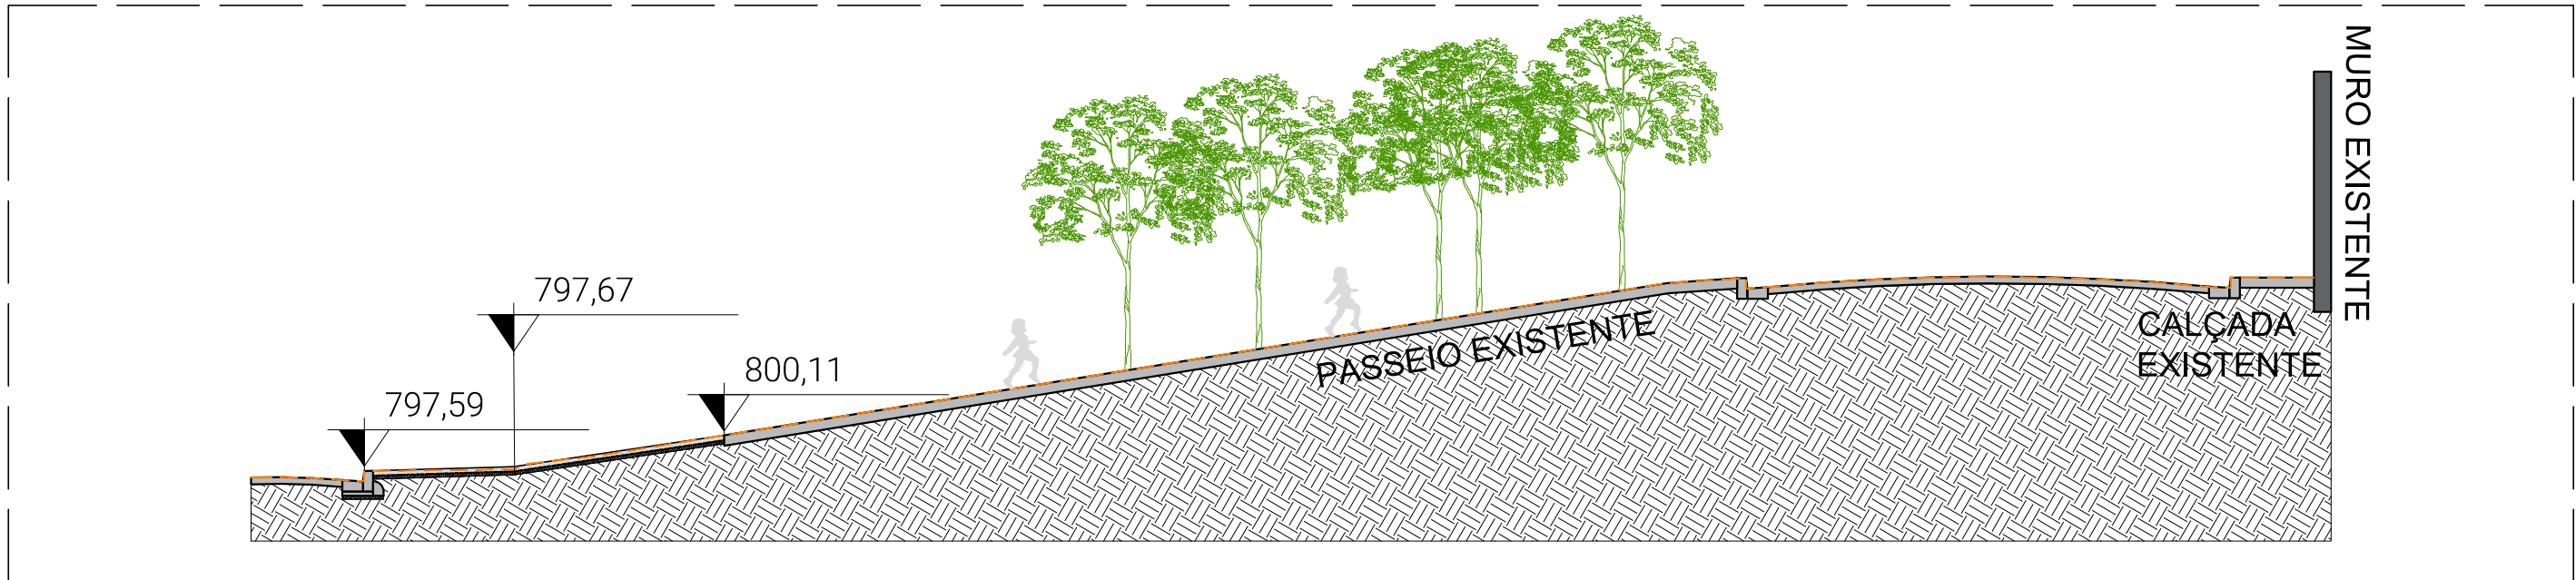 MURO EXISTENTE
797,67
800,11
797,59
PASSEIO EXISTENTE
CALÇADA
EXISTENTE